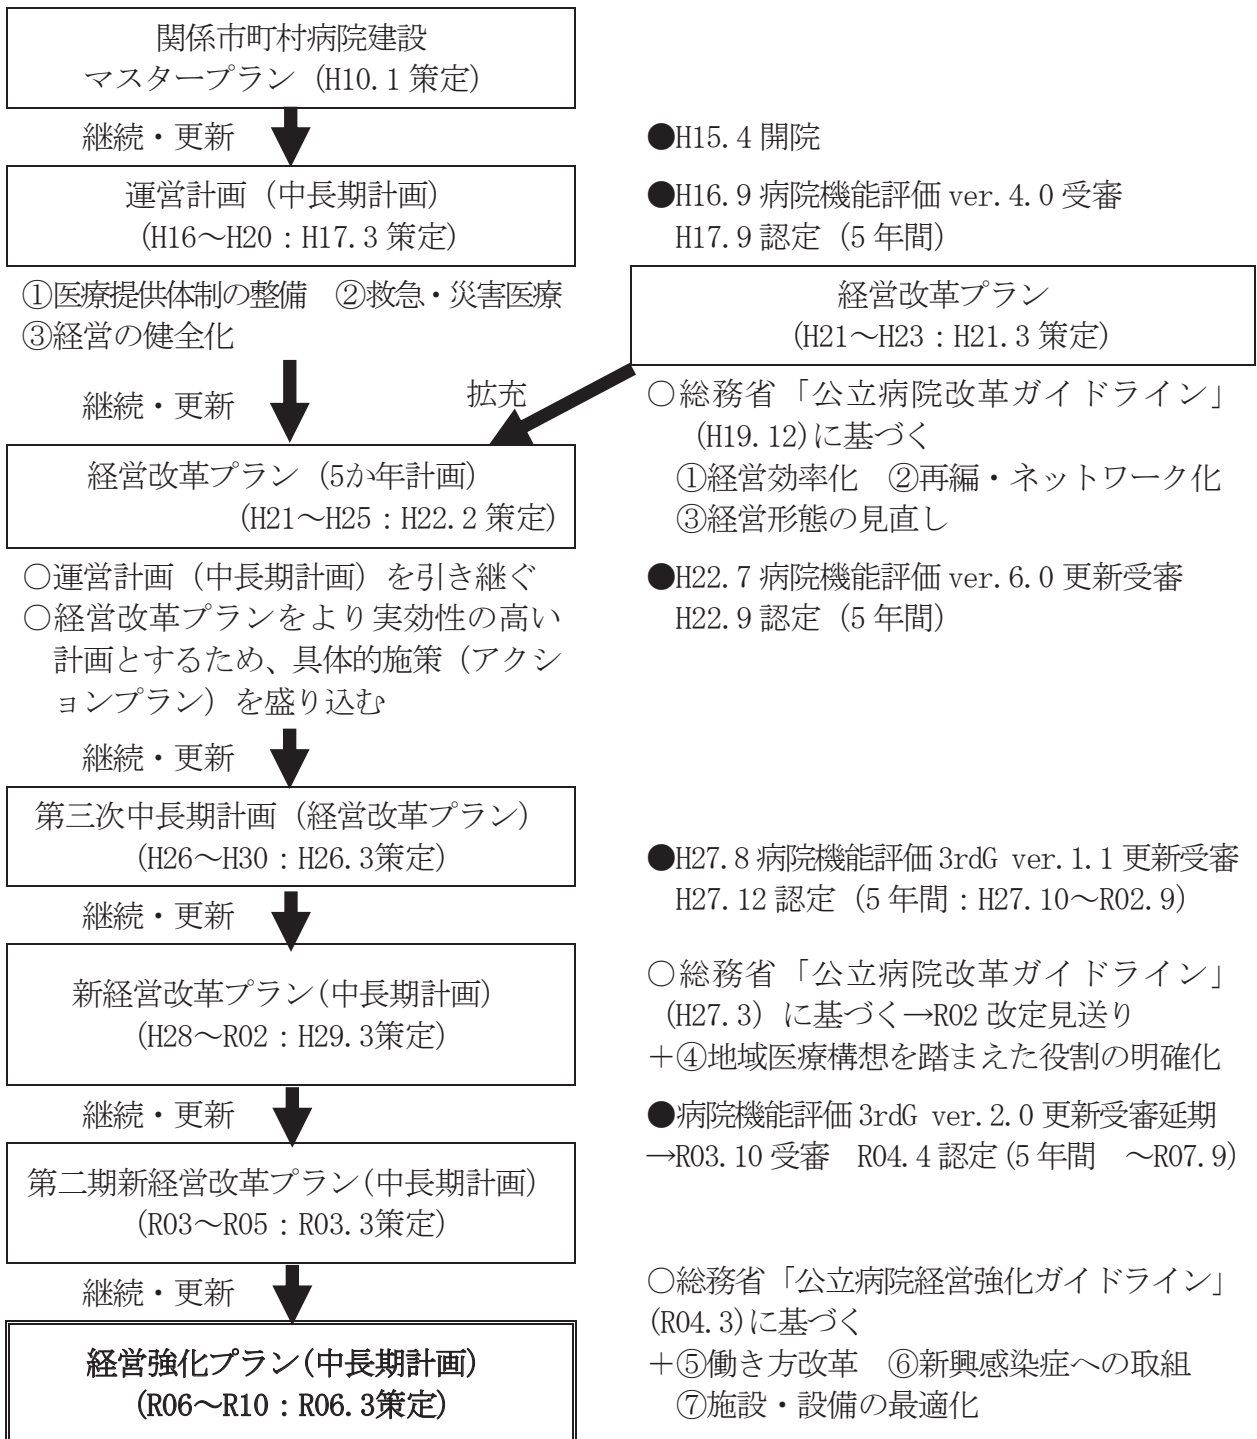 関係市町村病院建設
マスタープラン（H10.1 策定）
継続・更新
●H15.4 開院
運営計画（中長期計画）
（H16～H20：H17.3 策定）
●H16.9 病院機能評価 ver.4.0 受審
H17.9 認定（5 年間）
①医療提供体制の整備　②救急・災害医療
③経営の健全化
経営改革プラン
（H21～H23：H21.3 策定）
継続・更新
拡充
○総務省「公立病院改革ガイドライン」
（H19.12)に基づく
①経営効率化　②再編・ネットワーク化
③経営形態の見直し
経営改革プラン（5か年計画）
（H21～H25：H22.2 策定）
○運営計画（中長期計画）を引き継ぐ
○経営改革プランをより実効性の高い
計画とするため、具体的施策（アクシ
ョンプラン）を盛り込む
●H22.7 病院機能評価 ver.6.0 更新受審
H22.9 認定（5 年間）
継続・更新
第三次中長期計画（経営改革プラン）
（H26～H30：H26.3策定）
●H27.8 病院機能評価 3rdG ver.1.1 更新受審
H27.12 認定（5 年間：H27.10～R02.9）
継続・更新
新経営改革プラン(中長期計画)
（H28～R02：H29.3策定）
○総務省「公立病院改革ガイドライン」
（H27.3）に基づく→R02 改定見送り
＋④地域医療構想を踏まえた役割の明確化
継続・更新
●病院機能評価 3rdG ver.2.0 更新受審延期
→R03.10 受審　R04.4 認定（5 年間　～R07.9）
第二期新経営改革プラン(中長期計画)
（R03～R05：R03.3策定）
継続・更新
○総務省「公立病院経営強化ガイドライン」
(R04.3)に基づく
＋⑤働き方改革　⑥新興感染症への取組
⑦施設・設備の最適化
経営強化プラン(中長期計画)
（R06～R10：R06.3策定）